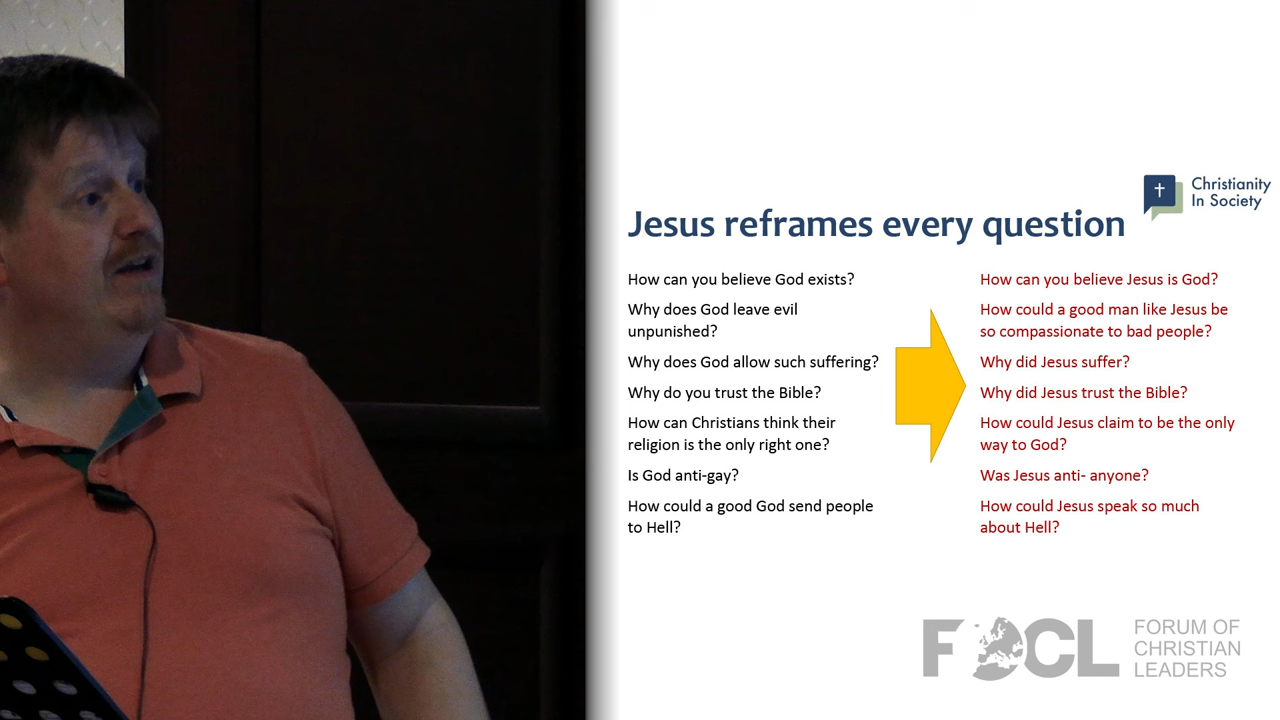 Christianity
In Society
Jesus reframes every question
How can you believe God exists?
Why does God leave evil
unpunished?
Why does God allow such suffering?
Why do you trust the Bible?
How can Christians think their
religion is the only right one?
Is God anti-gay?
How could a good God send people
to Hell?
How can you believe Jesus is God?
How could a good man like Jesus be
so compassionate to bad people?
Why did Jesus suffer?
Why did Jesus trust the Bible?
How could Jesus claim to be the only
way to God?
Was Jesus anti- anyone?
How could Jesus speak so much
about Hell?
FOCL
FORUM OF
CHRISTIAN
LEADERS